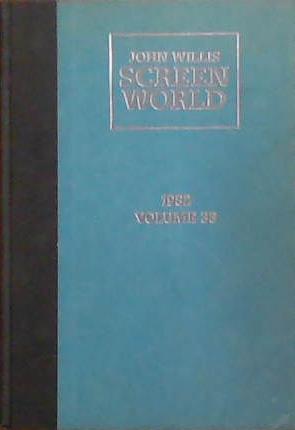 JOHN WILLIS
SCREEN
WORLD
1982
VOLUME 33